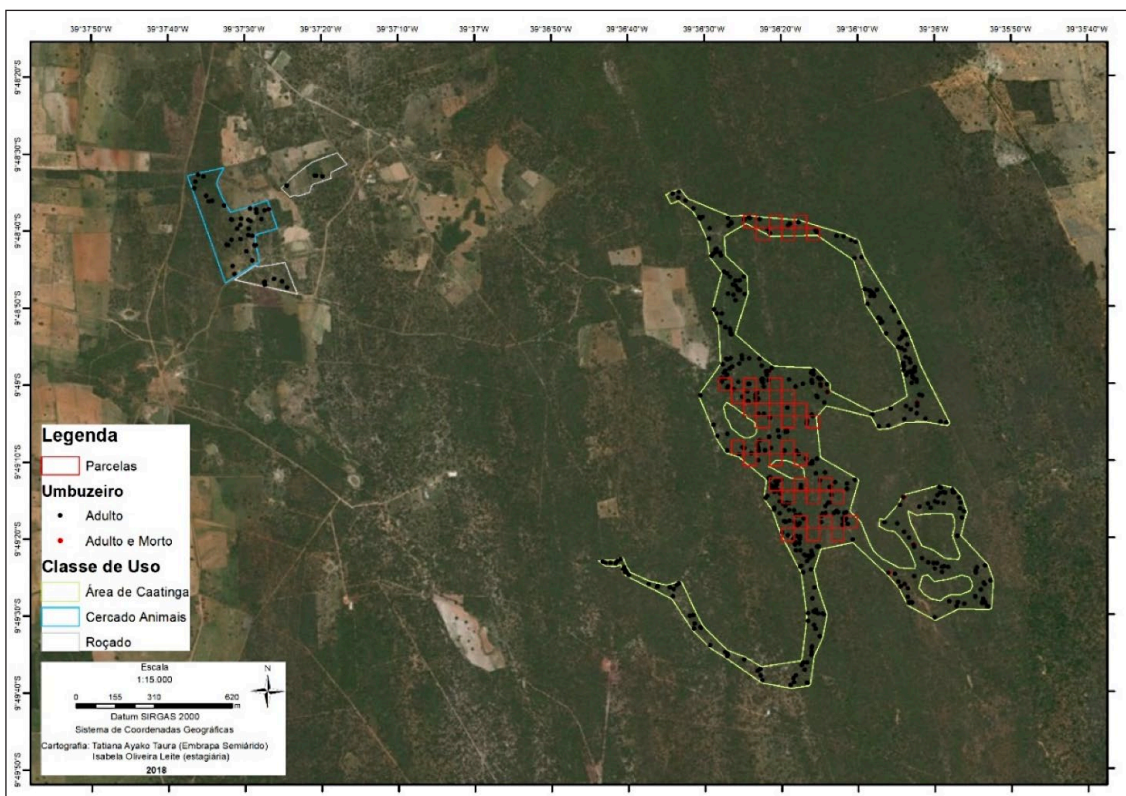 39°37'50"W 39°37'40"W 39°37'30"W 39°37'20"W 39°37'10"W 39°37'W 39°36'50"W 39°36'40"W 39°36'30"W 39°36'20"W 39°36'10"W 39°36'W 39°35'50"W 39°35'40"W
9°48'20"S
9°48'30"S
9°48'40"S
9°48'50"S
9°49'S
9°49'10"S
9°49'20"S
9°49'30"S
9°49'40"S
9°49'50"S
Legenda
Parcelas
Umbuzeiro
Adulto
Adulto e Morto
Classe de Uso
Área de Caatinga
Cercado Animais
Roçado
Escala
1:15.000
N
0 155 310 620
m
Datum SIRGAS 2000
Sistema de Coordenadas Geográficas
Cartografia: Tatiana Ayako Taura (Embrapa Semiárido)
Isabela Oliveira Leite (estagiária)
2018